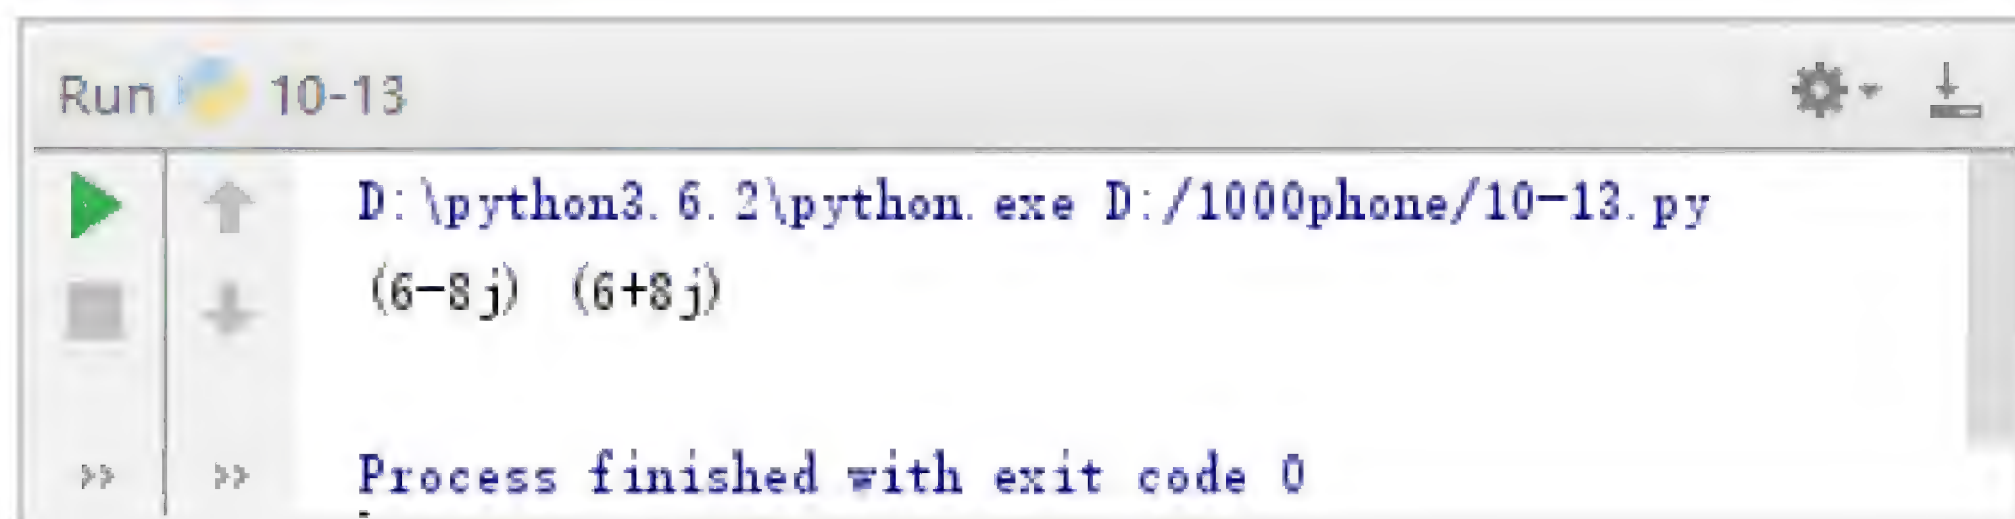 Run 10-13
D:\python3.6.2\python.exe D:/1000phone/10-13.py
(6-8j) (6+8j)
Process finished with exit code 0